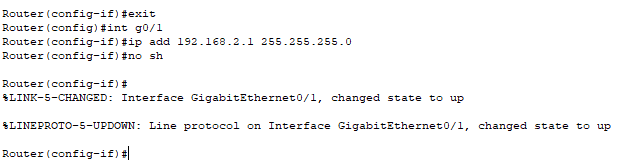 Router(config-if)#exit
Router(config)#int g0/1
Router(config-if)#ip add 192.168.2.1 255.255.255.0
Router(config-if)#no sh
Router(config-if)#
%LINK-5-CHANGED: Interface GigabitEthernet0/1, changed state to up
%LINEPROTO-5-UPDOWN: Line protocol on Interface GigabitEthernet0/1, changed state to up
Router(config-if)#